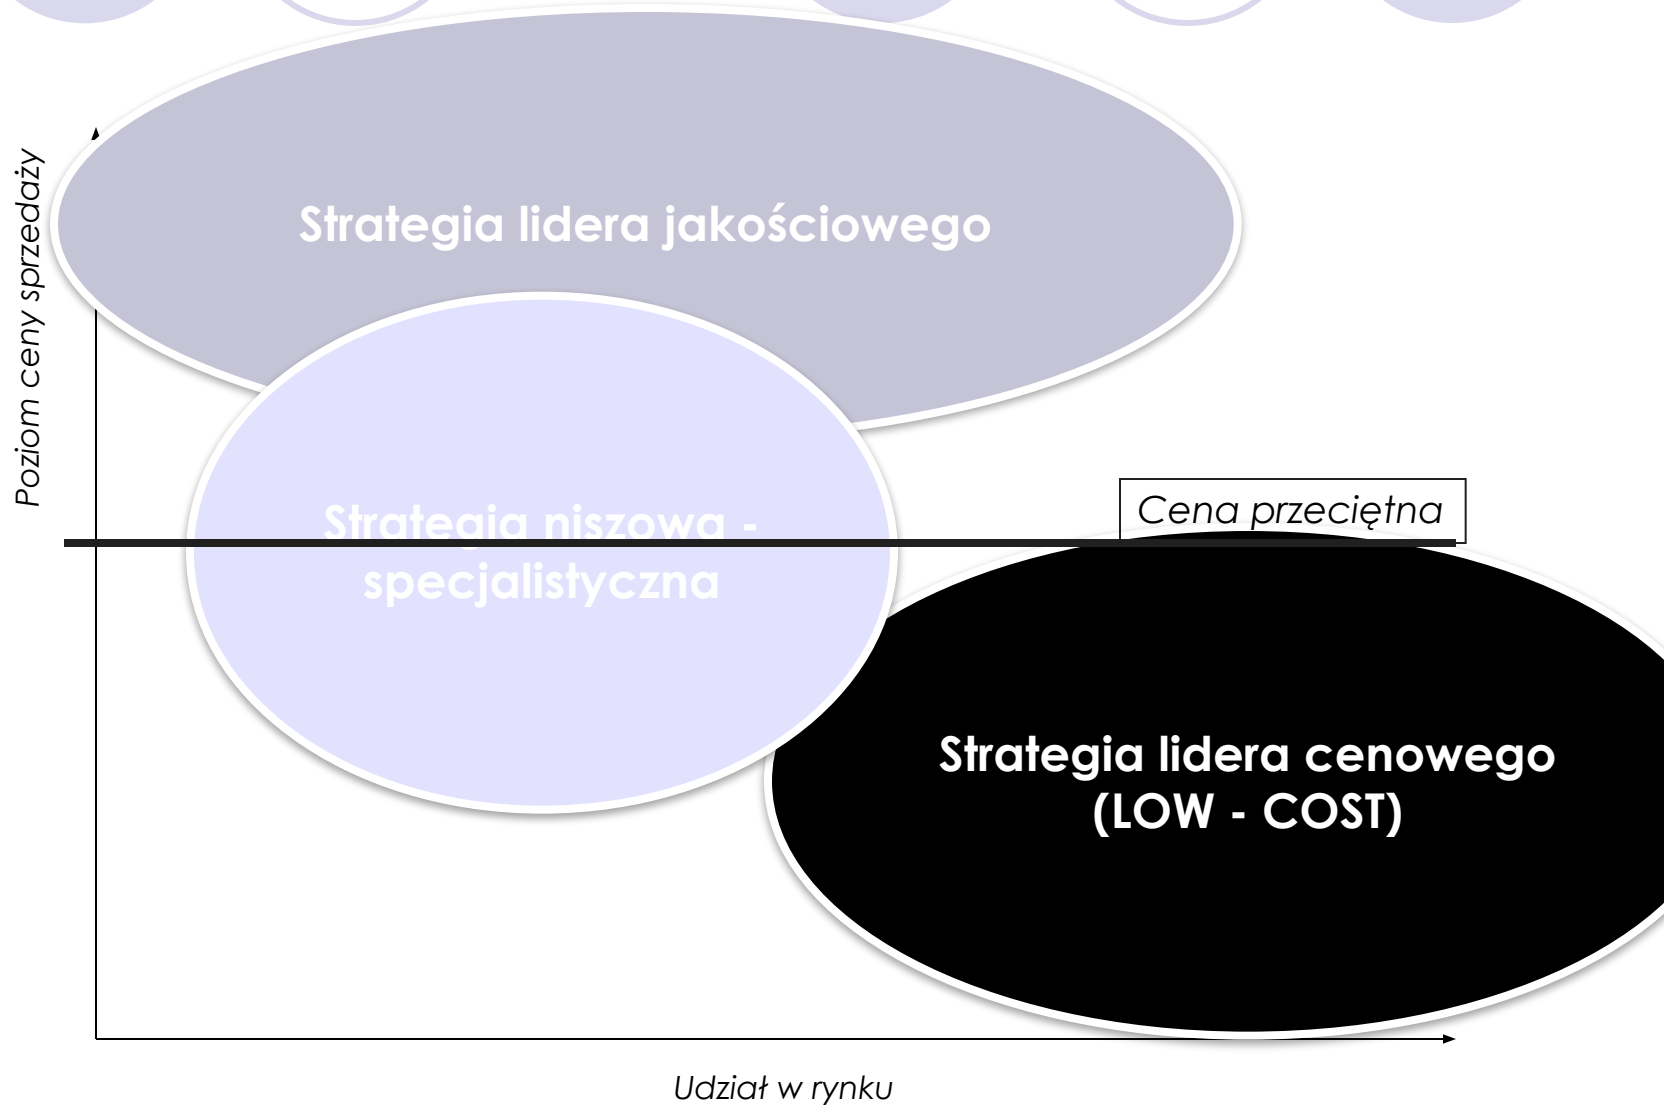 Poziom ceny sprzedaży
Strategia lidera jakościowego
Cena przeciętna
Strategia niszowa -
specjalistyczna
Strategia lidera cenowego
(LOW - COST)
Udział w rynku